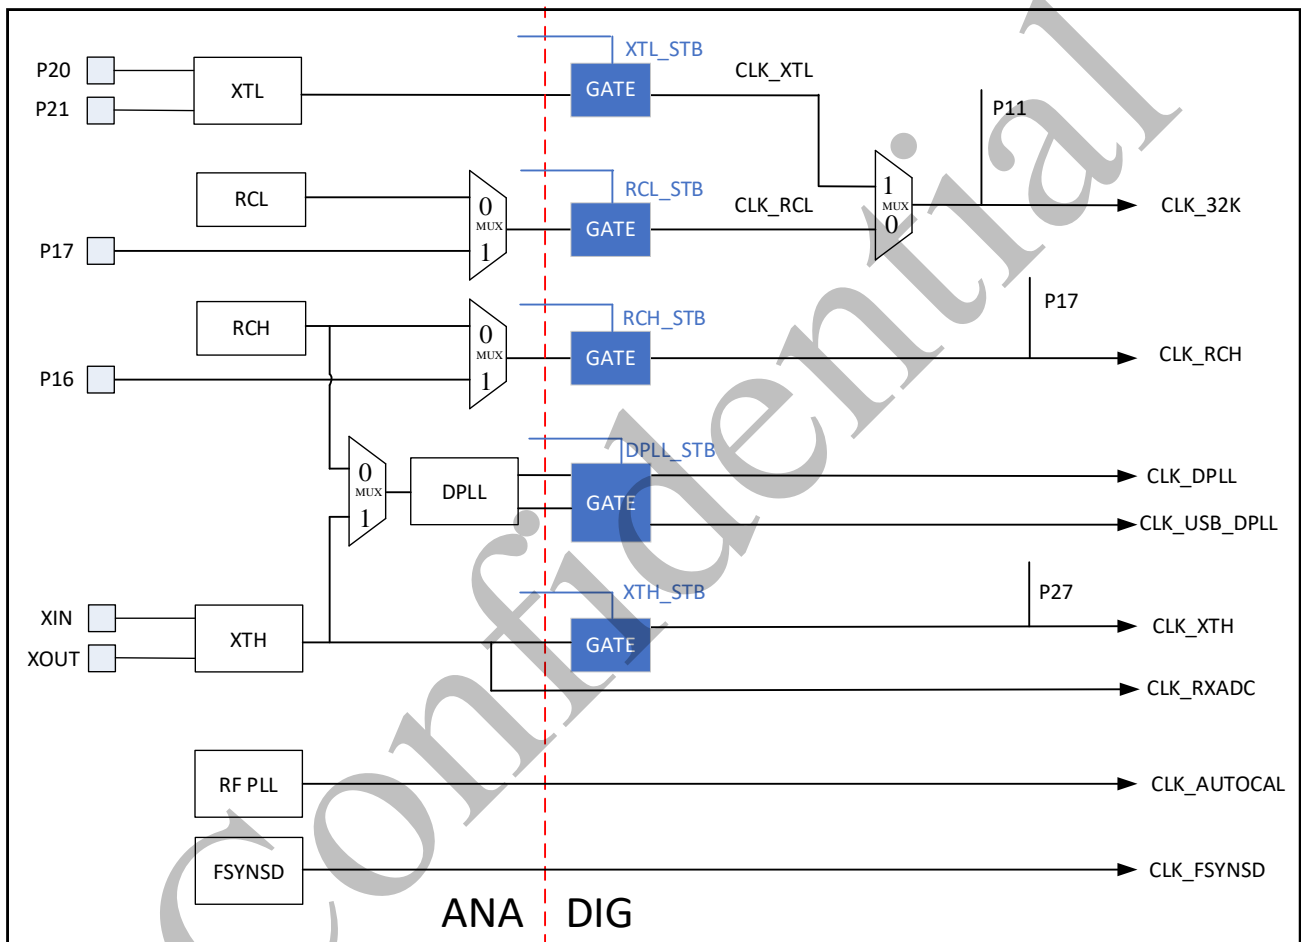 XTL_STB
P20
XTL
GATE
CLK_XTL
P21
P11
RCL
0
MUX
1
RCL_STB
GATE
CLK_RCL
1
MUX
0
CLK_32K
P17
RCH
0
MUX
1
RCH_STB
GATE
P17
CLK_RCH
P16
0
MUX
1
DPLL
DPLL_STB
GATE
CLK_DPLL
CLK_USB_DPLL
XIN
XOUT
XTH
XTH_STB
GATE
P27
CLK_XTH
CLK_RXADC
RF PLL
CLK_AUTOCAL
FSYNSD
CLK_FSYNSD
ANA
DIG
Confidential